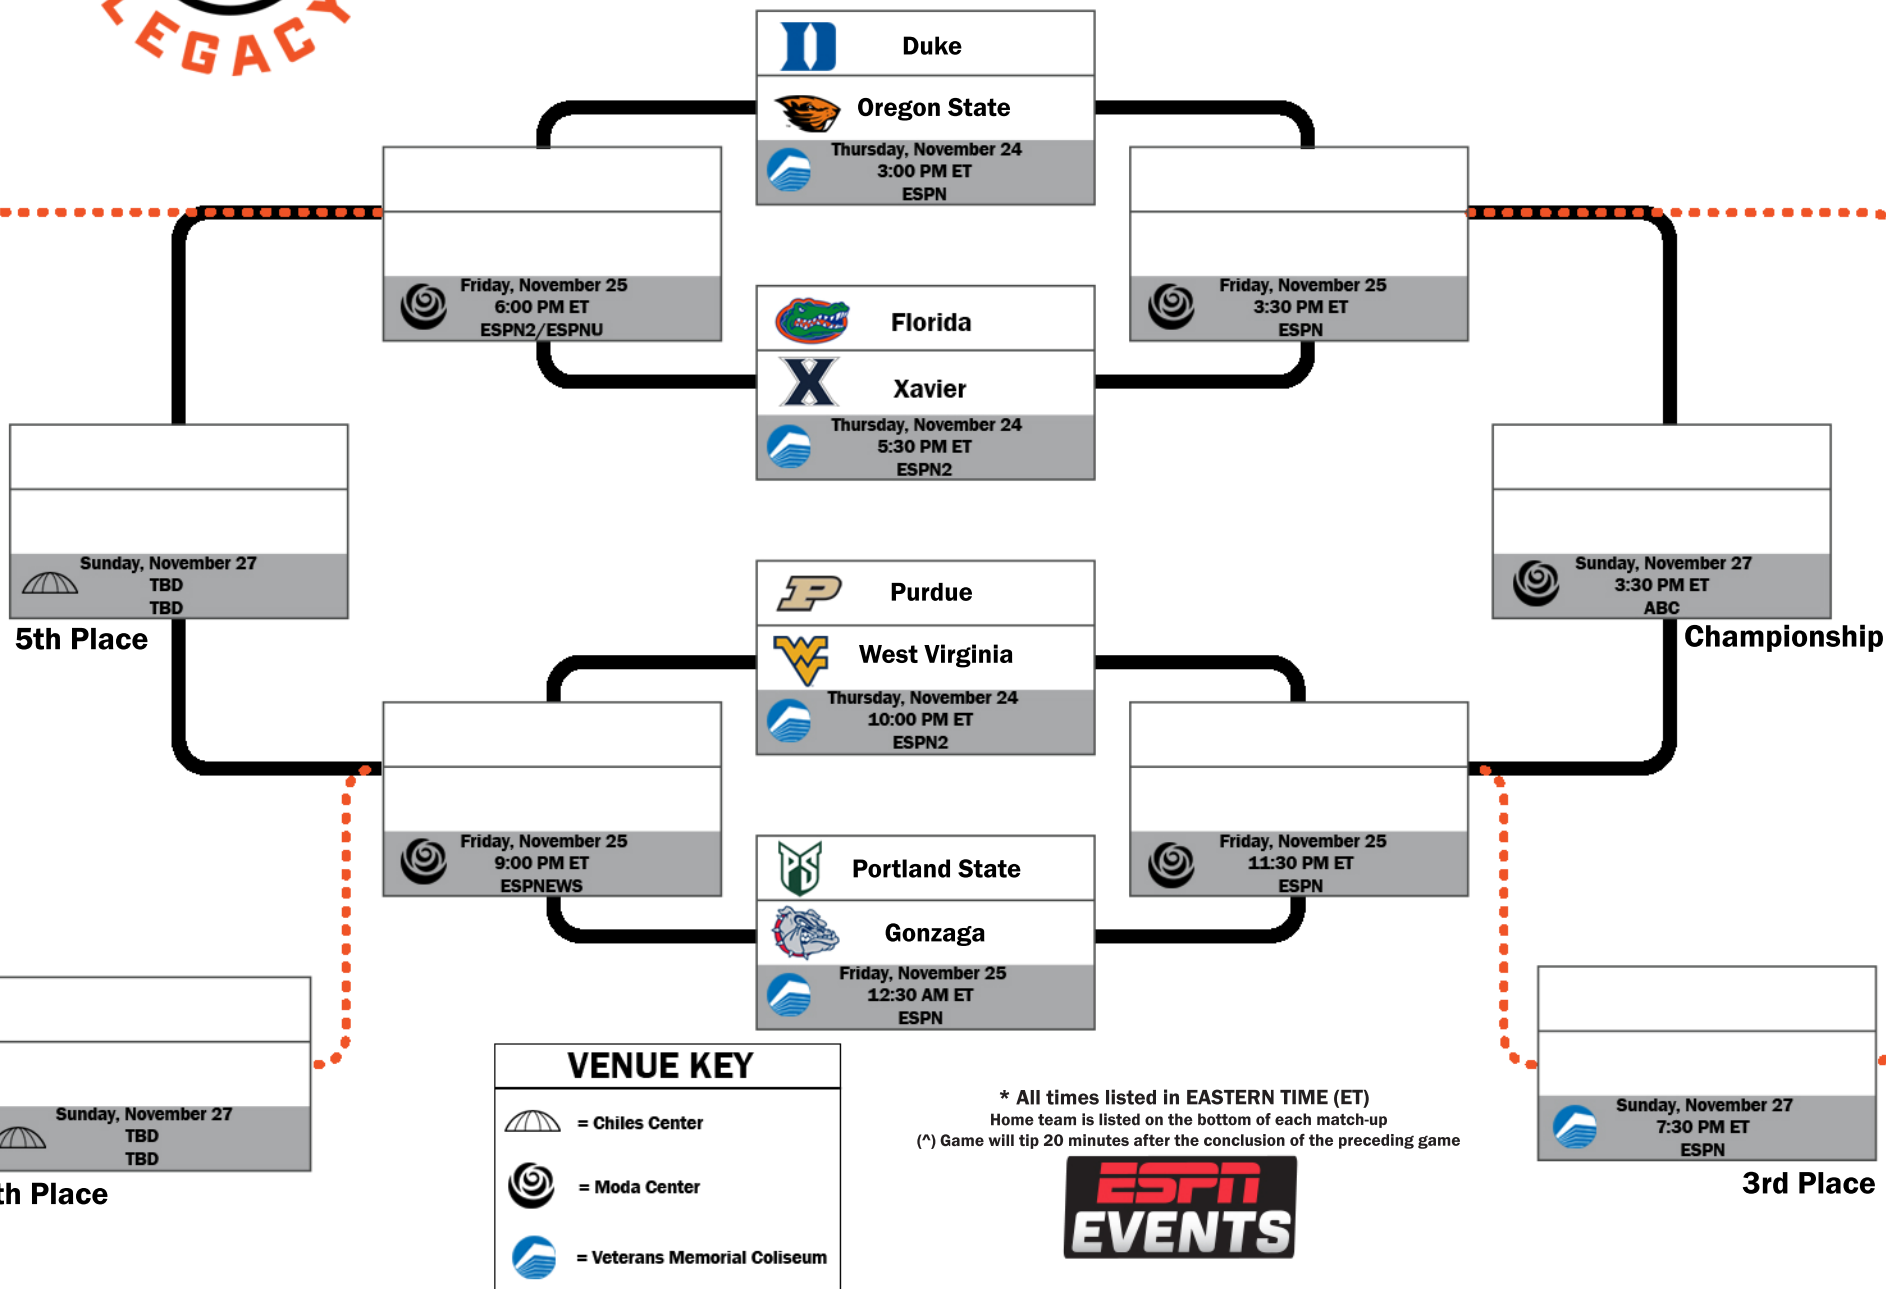 LEGACY
Duke
Oregon State
Thursday, November 24
3:00 PM ET
ESPN
Friday, November 25
6:00 PM ET
ESPN2/ESPNU
Friday, November 25
3:30 PM ET
ESPN
Florida
Xavier
Thursday, November 24
5:30 PM ET
ESPN2
Sunday, November 27
TBD
TBD
5th Place
Sunday, November 27
3:30 PM ET
ABC
Championship
Purdue
West Virginia
Thursday, November 24
10:00 PM ET
ESPN2
Friday, November 25
9:00 PM ET
ESPNEWS
Friday, November 25
11:30 PM ET
ESPN
PS
Portland State
Gonzaga
Friday, November 25
12:30 AM ET
ESPN
Sunday, November 27
TBD
TBD
th Place
Sunday, November 27
7:30 PM ET
ESPN
3rd Place
VENUE KEY
= Chiles Center
= Moda Center
= Veterans Memorial Coliseum
* All times listed in EASTERN TIME (ET)
Home team is listed on the bottom of each match-up
(^) Game will tip 20 minutes after the conclusion of the preceding game
ESPN
EVENTS